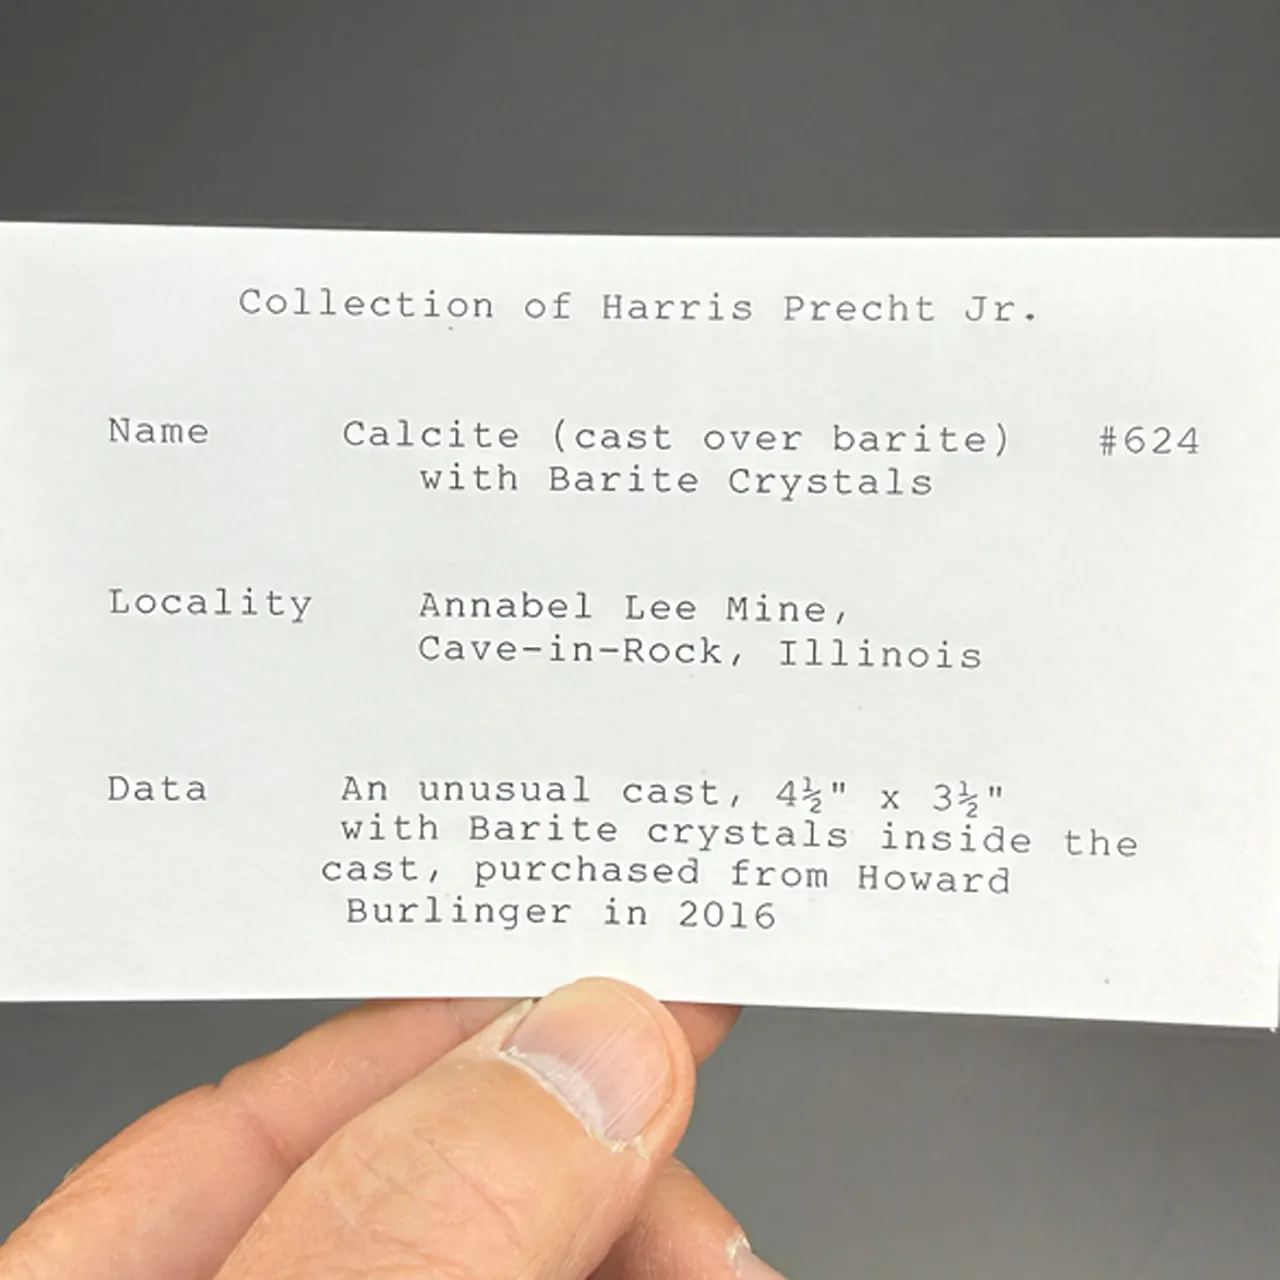 Collection of Harris Precht Jr.
Name Calcite (cast over barite) #624
with Barite Crystals
Locality Annabel Lee Mine,
Cave-in-Rock, Illinois
Data An unusual cast, 4½" x 3½"
with Barite crystals inside the
cast, purchased from Howard
Burlinger in 2016